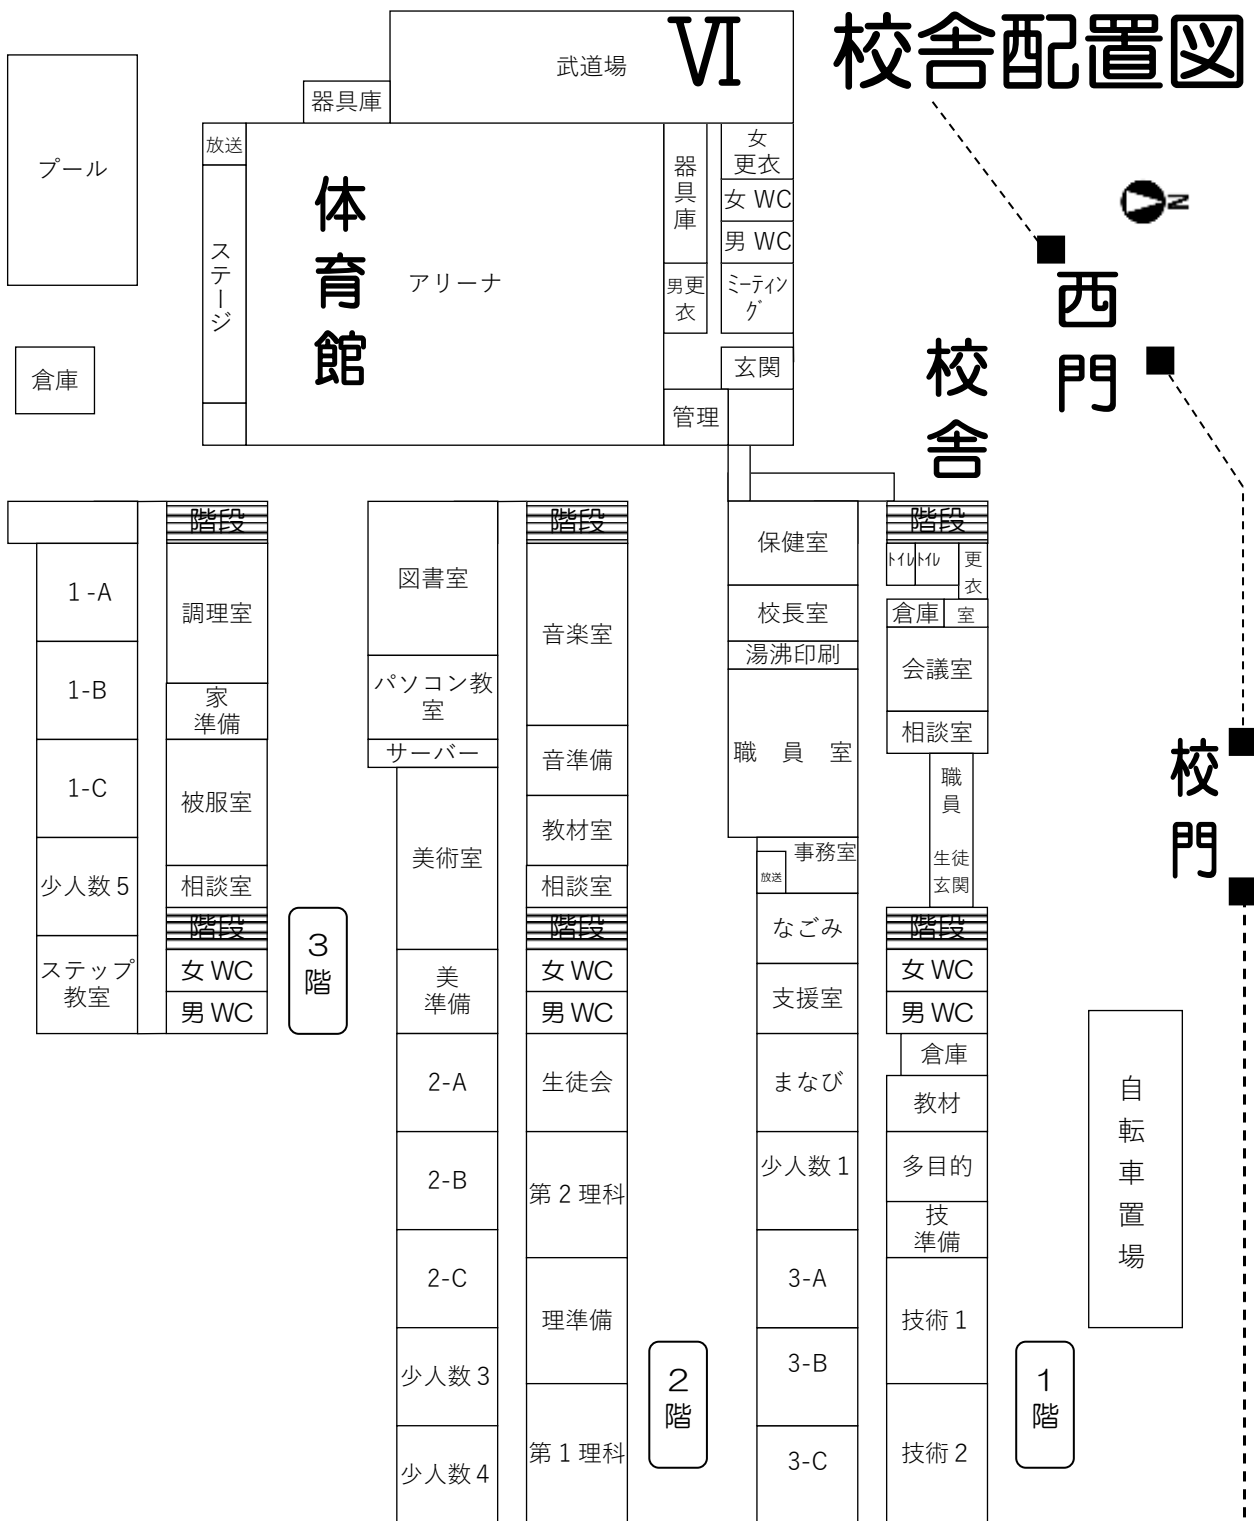 Ⅵ 校舎配置図
武道場
器具庫
プール
放送
ステージ
体育館
アリーナ
器具庫
男更
衣
女
更衣
女 WC
男 WC
ミーティン
グ
玄関
管理
倉庫
N
西門
校舎
校門
1-A
1-B
1-C
少人数 5
ステップ
教室
階段
調理室
家
準備
被服室
相談室
階段
女 WC
男 WC
3
階
図書室
パソコン教
室
サーバー
美術室
美
準備
2-A
2-B
2-C
少人数 3
少人数 4
階段
音楽室
音準備
教材室
相談室
階段
女 WC
男 WC
生徒会
第 2 理科
理準備
第 1 理科
2
階
保健室
校長室
湯沸印刷
職 員 室
事務室
放送
なごみ
支援室
まなび
少人数 1
3-A
3-B
3-C
階段
トイレ
トイレ
更
衣
室
倉庫
会議室
相談室
職
員
生徒
玄関
階段
女 WC
男 WC
倉庫
教材
多目的
技
準備
技術 1
技術 2
1
階
自転車置場